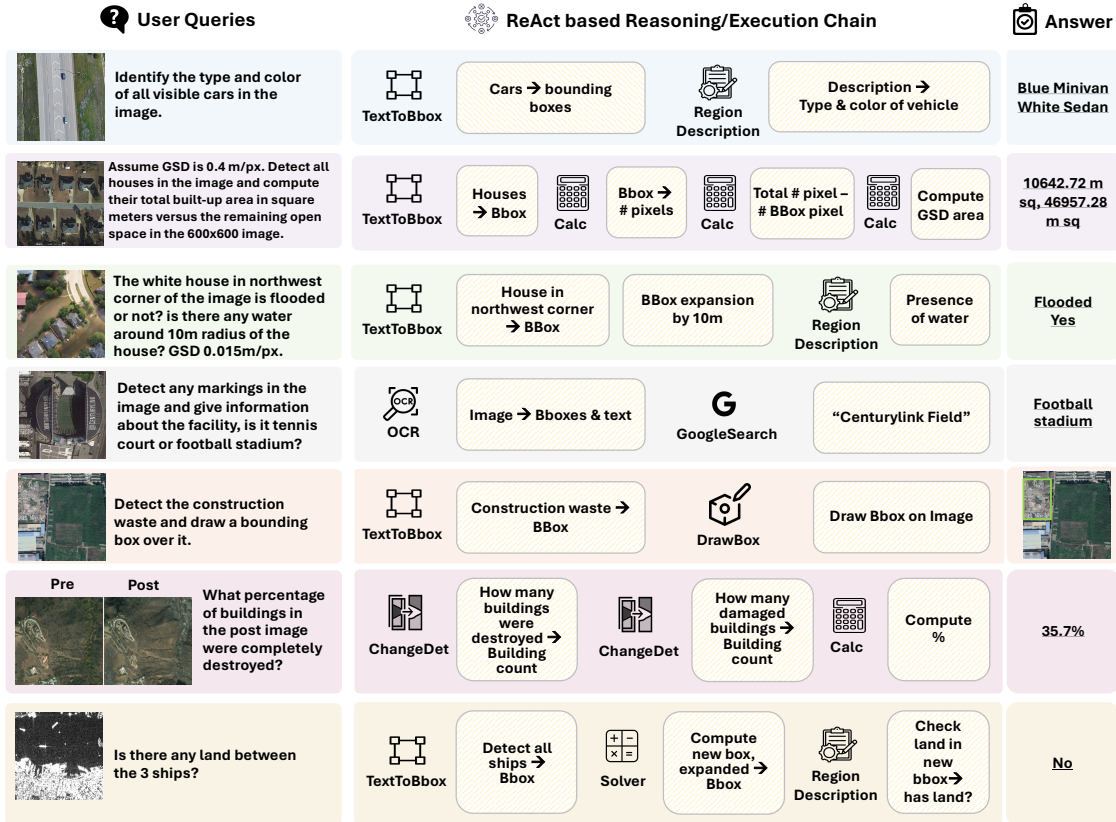 User Queries
ReAct based Reasoning/Execution Chain
Answer
Identify the type and color
of all visible cars in the
image.
TextToBbox
Cars → bounding
boxes
Region
Description
Description →
Type & color of vehicle
Blue Minivan
White Sedan
Assume GSD is 0.4 m/px. Detect all
houses in the image and compute
their total built-up area in square
meters versus the remaining open
space in the 600x600 image.
TextToBbox
Houses
→ Bbox
Calc
Bbox →
# pixels
Calc
Total # pixel –
# BBox pixel
Calc
Compute
GSD area
10642.72 m
sq, 46957.28
m sq
The white house in northwest
corner of the image is flooded
or not? is there any water
around 10m radius of the
house? GSD 0.015m/px.
TextToBbox
House in
northwest corner
→ BBox
BBox expansion
by 10m
Region
Description
Presence
of water
Flooded
Yes
Detect any markings in the
image and give information
about the facility, is it tennis
court or football stadium?
OCR
OCR
Image → Bboxes & text
G
GoogleSearch
“Centurylink Field”
Football
stadium
Detect the construction
waste and draw a bounding
box over it.
TextToBbox
Construction waste →
BBox
DrawBox
Draw Bbox on Image
Pre
Post
What percentage
of buildings in
the post image
were completely
destroyed?
ChangeDet
How many
buildings
were
destroyed →
Building
count
ChangeDet
How many
damaged
buildings →
Building
count
Calc
Compute
%
35.7%
Is there any land between
the 3 ships?
TextToBbox
Detect all
ships →
Bbox
Solver
Compute
new box,
expanded →
Bbox
Region
Description
Check
land in
new
bbox→
has land?
No